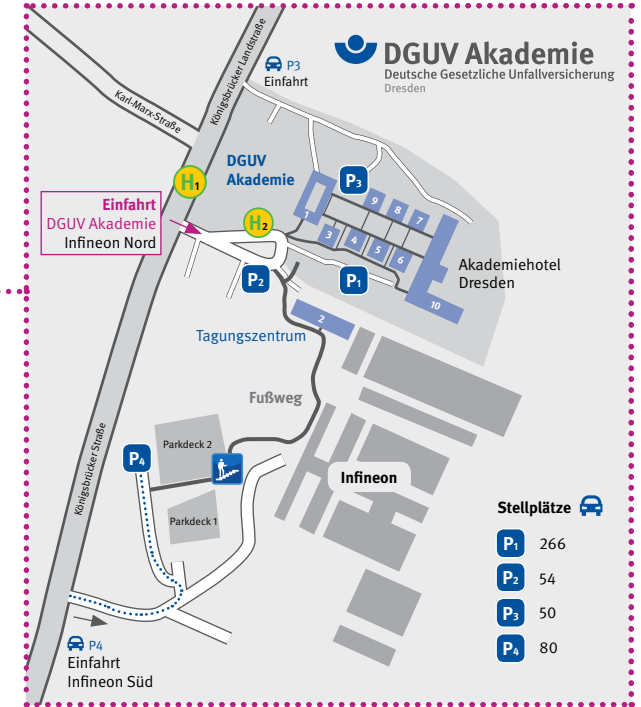 DGUV Akademie
Deutsche Gesetzliche Unfallversicherung
Dresden
Königsbrücker Landstraße
P3
Einfahrt
Karl-Marx-Straße
DGUV
Akademie
H1
H2
P3
Einfahrt
DGUV Akademie
Infineon Nord
1
9
8
7
3
4
5
6
10
Akademiehotel
Dresden
P2
P1
2
Tagungszentrum
Fußweg
Königsbrücker Straße
Parkdeck 2
P4
Parkdeck 1
Infineon
Stellplätze
P1 266
P2 54
P3 50
P4 80
P4
Einfahrt
Infineon Süd